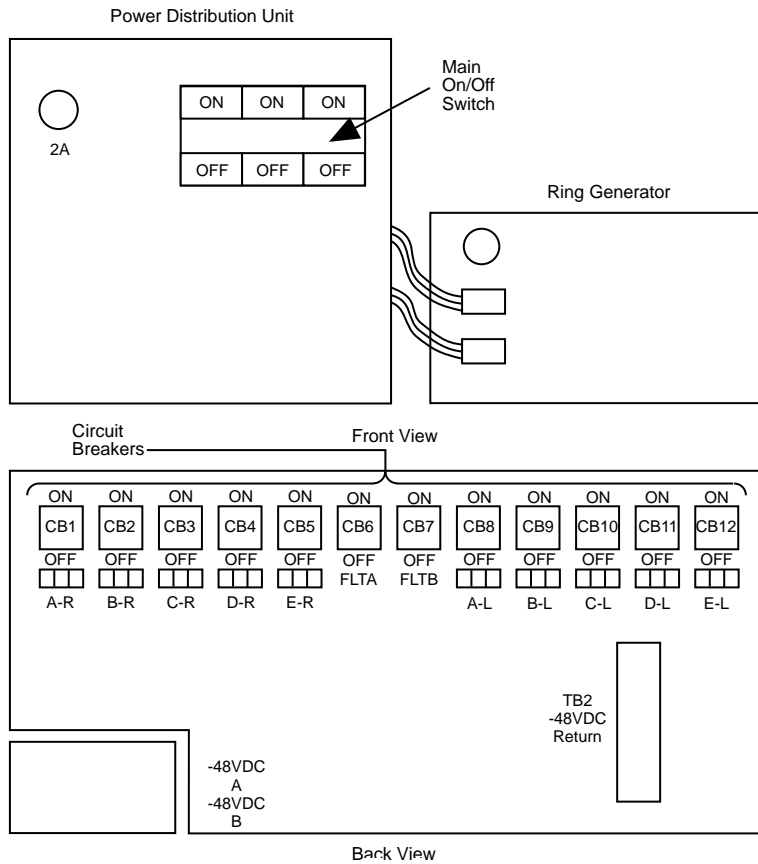 Power Distribution Unit
Main
On/Off
Switch
ON ON ON
2A
OFF OFF OFF
Ring Generator
Circuit
Breakers
Front View
ON ON ON ON ON ON ON ON ON ON ON ON
CB1 CB2 CB3 CB4 CB5 CB6 CB7 CB8 CB9 CB10 CB11 CB12
OFF OFF OFF OFF OFF OFF OFF OFF OFF OFF OFF OFF
FLTA FLTB
A-R B-R C-R D-R E-R A-L B-L C-L D-L E-L
TB2
-48VDC
Return
-48VDC
A
-48VDC
B
Back View